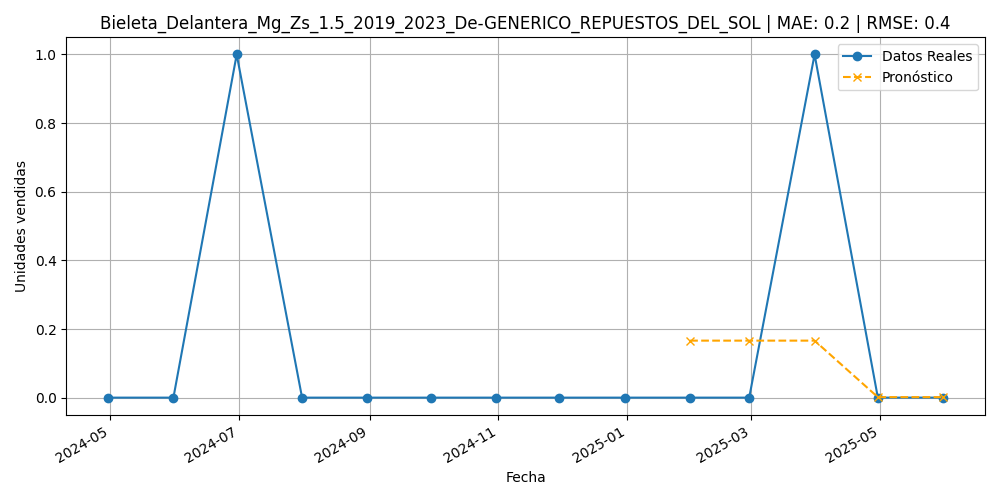 Bieleta_Delantera_Mg_Zs_1.5_2019_2023_De-GENERICO_REPUESTOS_DEL_SOL | MAE: 0.2 | RMSE: 0.4
Datos Reales
Pronóstico
Unidades vendidas
1.0
0.8
0.6
0.4
0.2
0.0
2024-05
2024-07
2024-09
2024-11
2025-01
2025-03
2025-05
Fecha